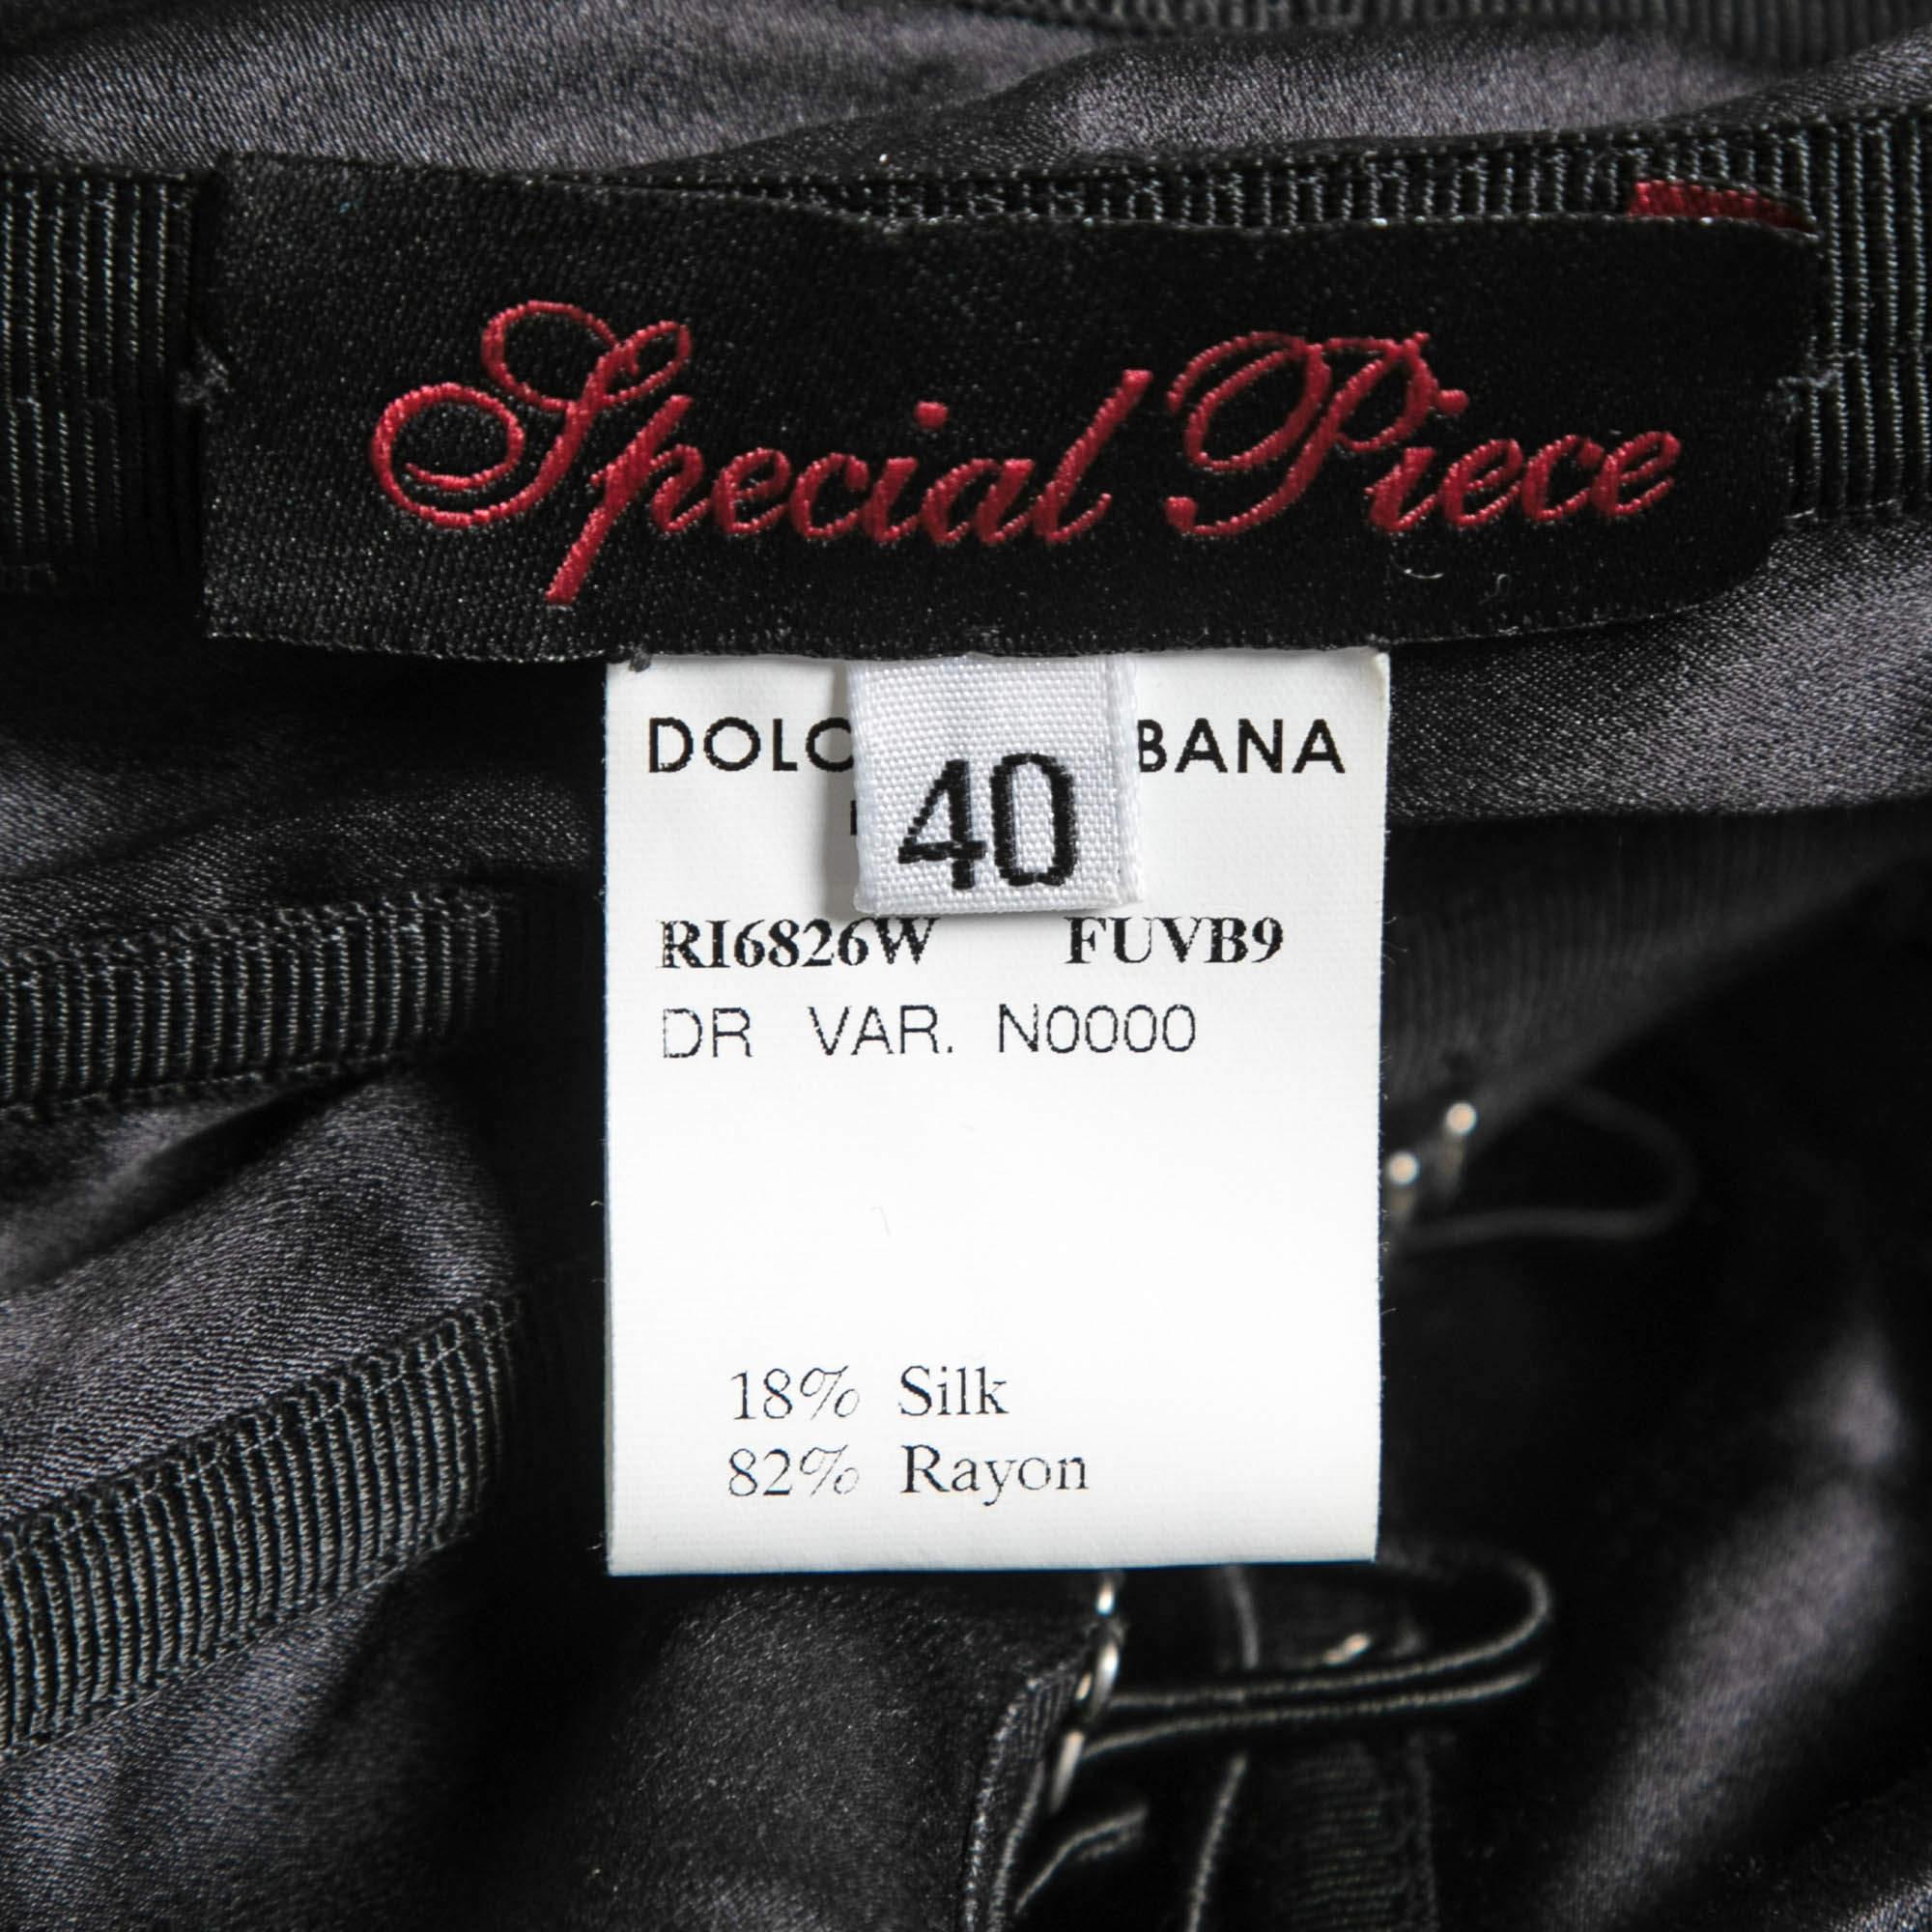 Special Piece
DOLC BANA
40
RI6826W FUVB9
DR VAR. N0000
18% Silk
82% Rayon